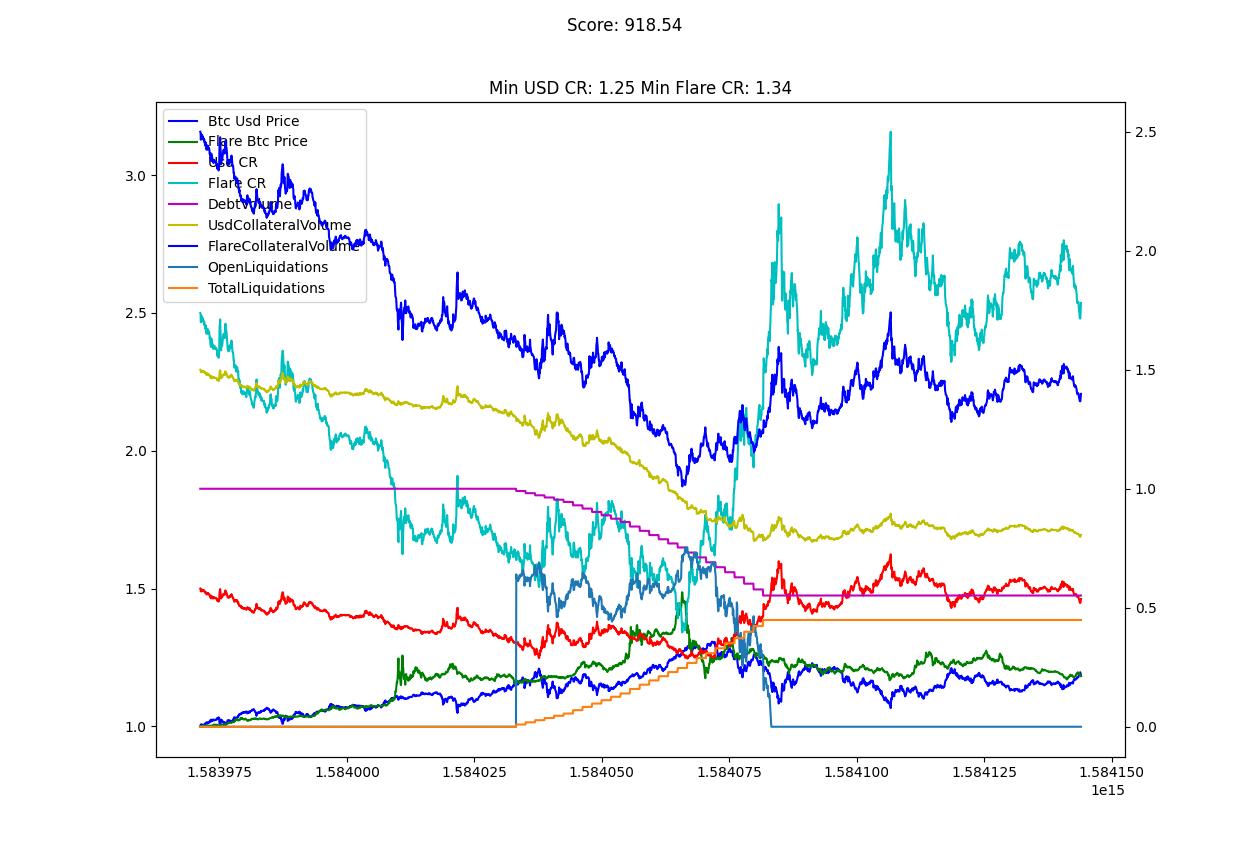 Score: 918.54
Min USD CR: 1.25 Min Flare CR: 1.34
Btc Usd Price
Flare Btc Price
Usd CR
Flare CR
DebtVolume
UsdCollateralVolume
FlareCollateralVolume
OpenLiquidations
TotalLiquidations
3.0
2.5
2.0
1.5
1.0
2.5
2.0
1.5
1.0
0.5
0.0
1.583975 1.584000 1.584025 1.584050 1.584075 1.584100 1.584125 1.584150
1e15